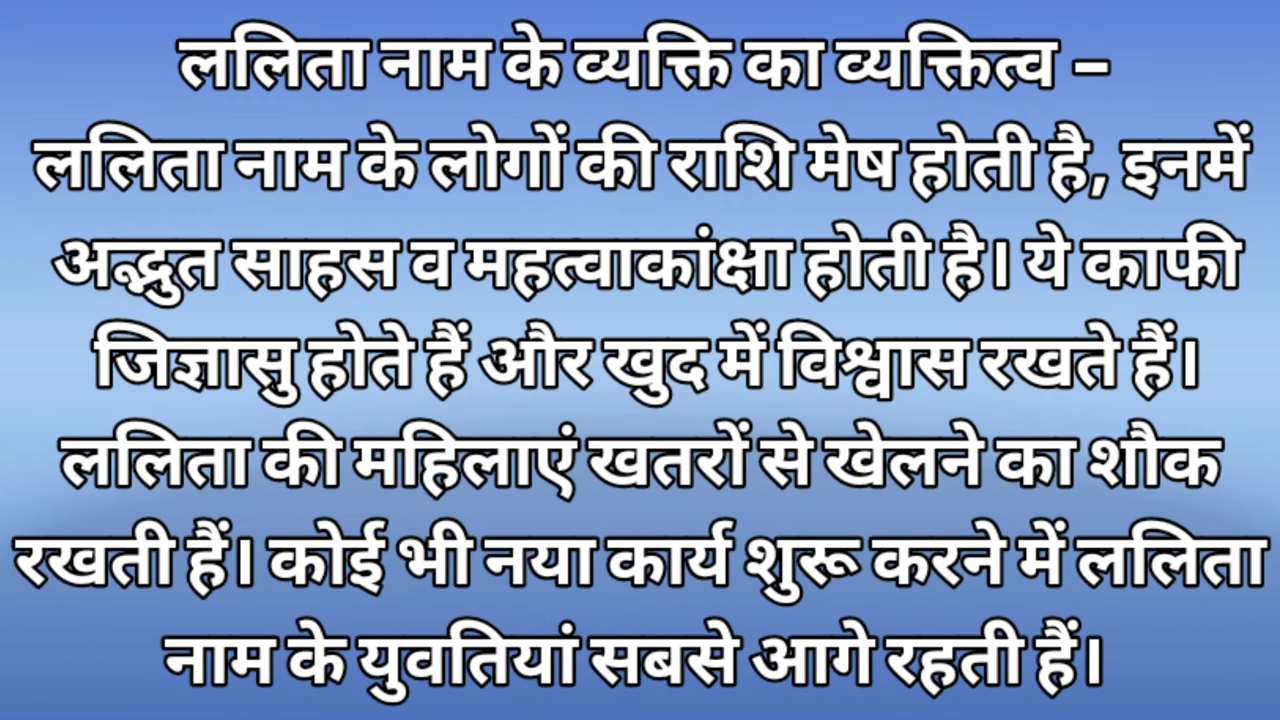 ललिता नाम के व्यक्ति का व्यक्तित्व –
ललिता नाम के लोगों की राशि मेष होती है, इनमें
अद्भुत साहस व महत्वाकांक्षा होती है। ये काफी
जिज्ञासु होते हैं और खुद में विश्वास रखते हैं।
ललिता की महिलाएं खतरों से खेलने का शौक
रखती हैं। कोई भी नया कार्य शुरू करने में ललिता
नाम के युवतियां सबसे आगे रहती हैं।